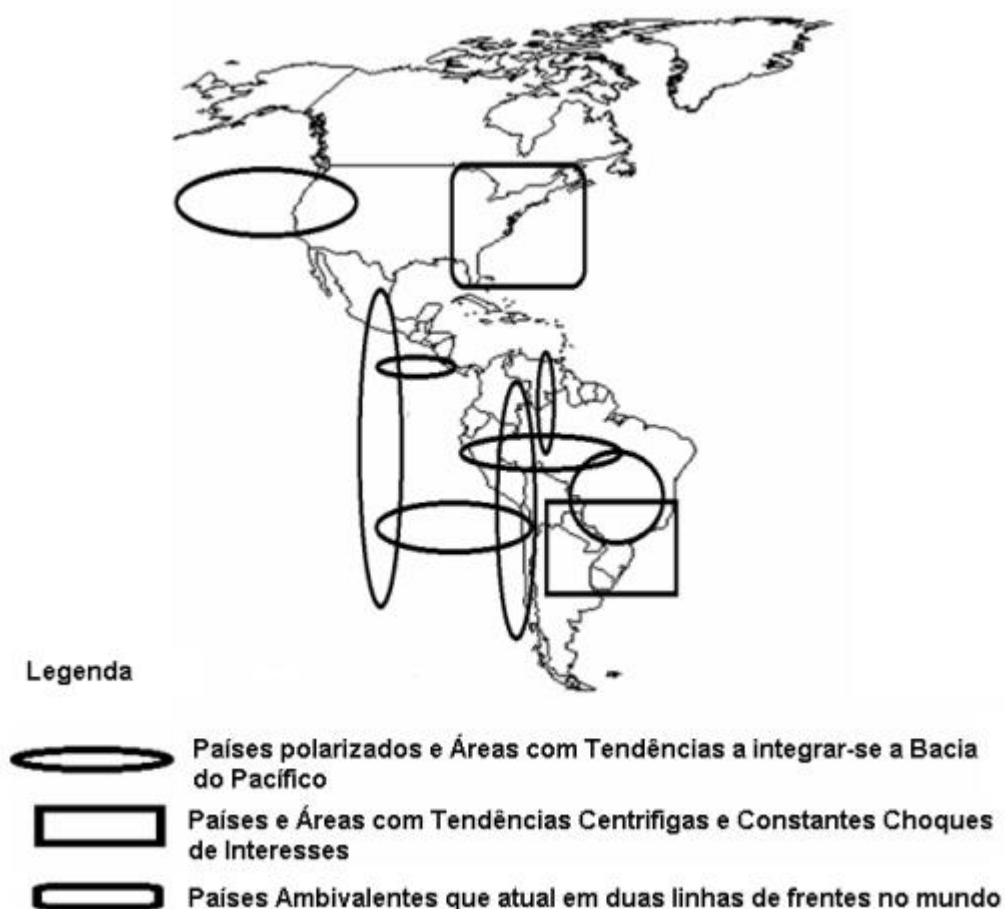 Legenda
Países polarizados e Áreas com Tendências a integrar-se a Bacia
do Pacífico
Países e Áreas com Tendências Centrifigas e Constantes Choques
de Interesses
Países Ambivalentes que atual em duas linhas de frentes no mundo